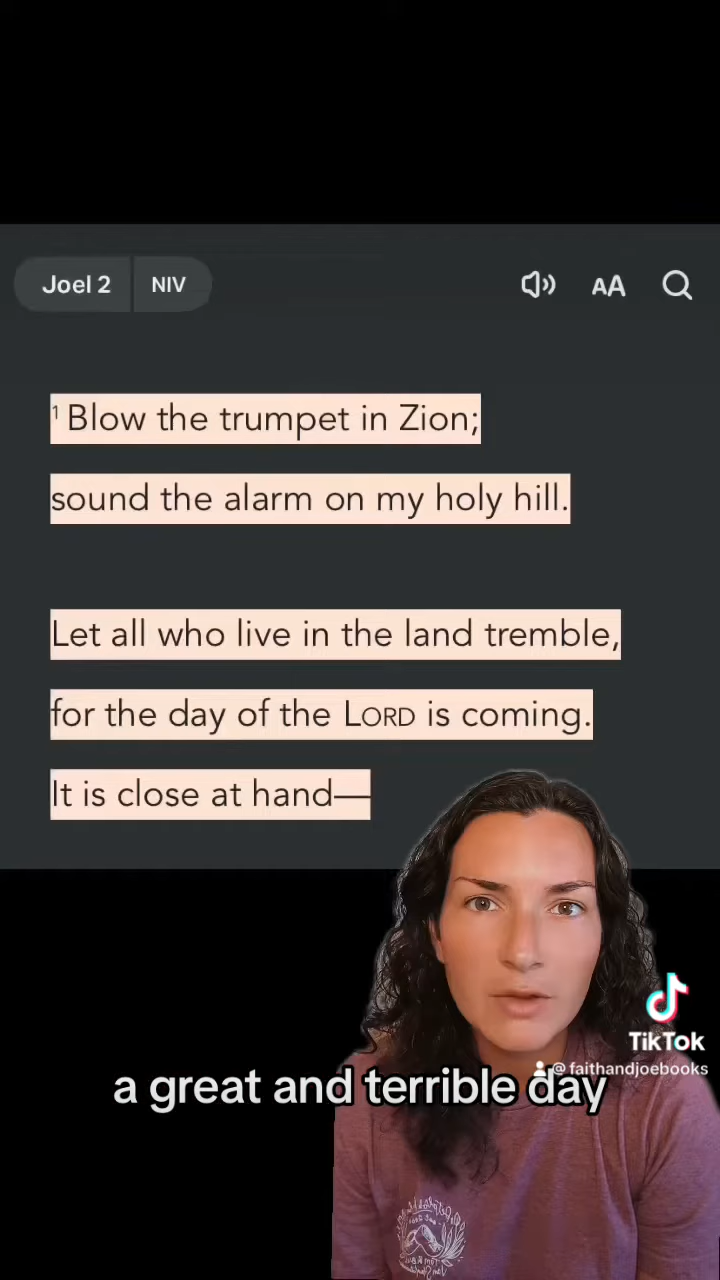 Joel 2 NIV AA
1 Blow the trumpet in Zion;
sound the alarm on my holy hill.
Let all who live in the land tremble,
for the day of the LORD is coming.
It is close at hand—
TikTok
@faithandjoebooks
a great and terrible day